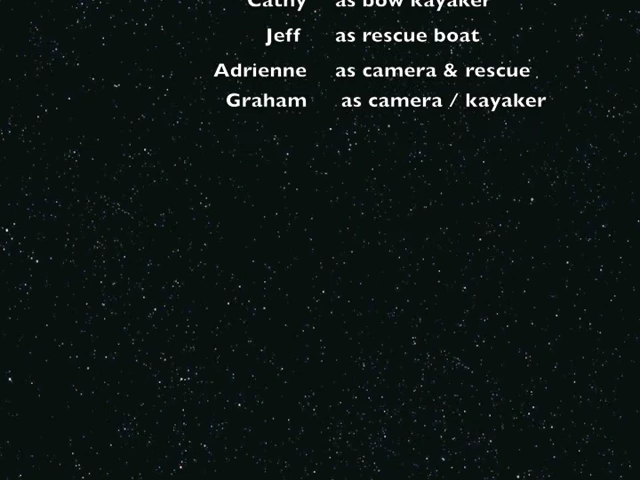 Cathy as bow kayaker
Jeff as rescue boat
Adrienne as camera & rescue
Graham as camera / kayaker